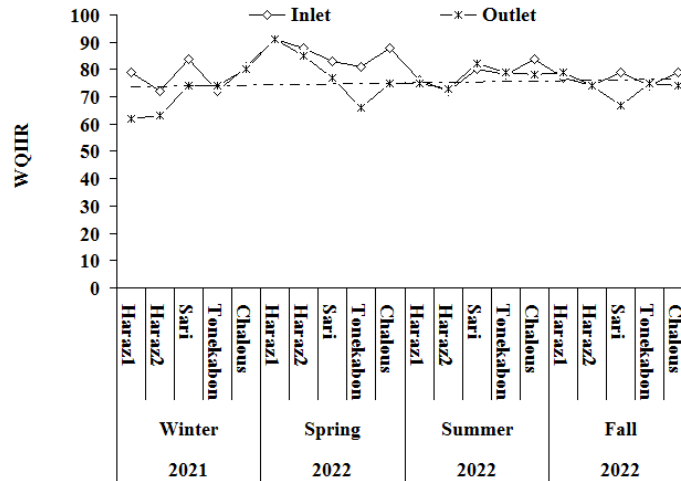 Inlet Outlet
100
90
80
70
60
50
40
30
20
10
0
WQIIR
Haraz1 Haraz2 Sari Tonekabon Chalous Haraz1 Haraz2 Sari Tonekabon Chalous Haraz1 Haraz2 Sari Tonekabon Chalous Haraz1 Haraz2 Sari Tonekabon Chalous
Winter Spring Summer Fall
2021 2022 2022 2022